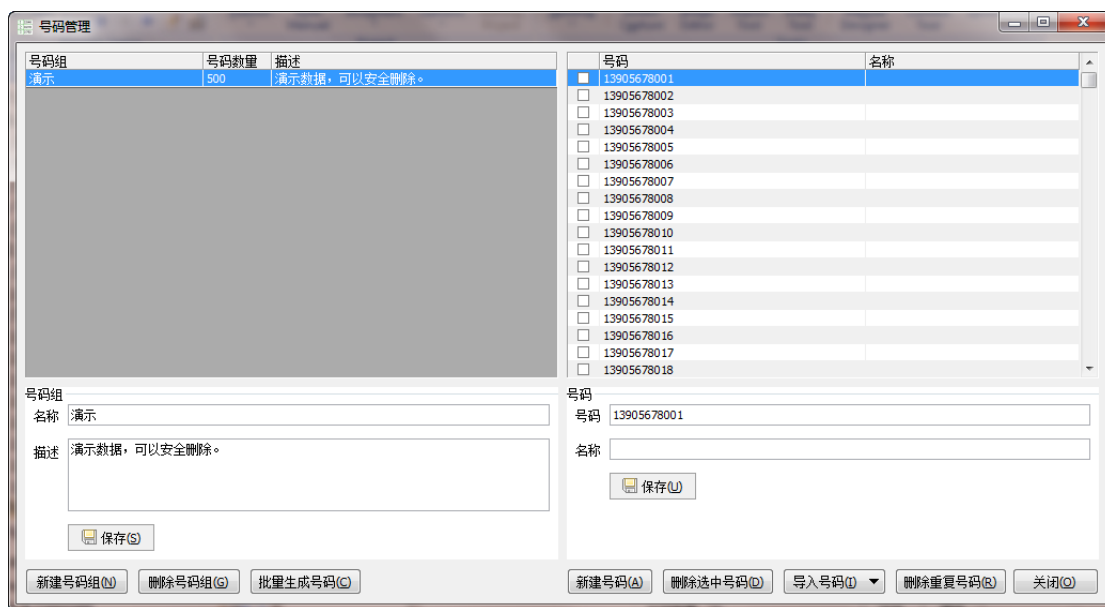 号码管理
号码组 号码数量 描述
演示 500 演示数据，可以安全删除。
号码 名称
13905678001
13905678002
13905678003
13905678004
13905678005
13905678006
13905678007
13905678008
13905678009
13905678010
13905678011
13905678012
13905678013
13905678014
13905678015
13905678016
13905678017
13905678018
号码组
名称 演示
描述 演示数据，可以安全删除。
保存(S)
号码
号码 13905678001
名称
保存(U)
新建号码组(N) 删除号码组(G) 批量生成号码(C) 新建号码(A) 删除选中号码(D) 导入号码(I) 删除重复号码(R) 关闭(O)